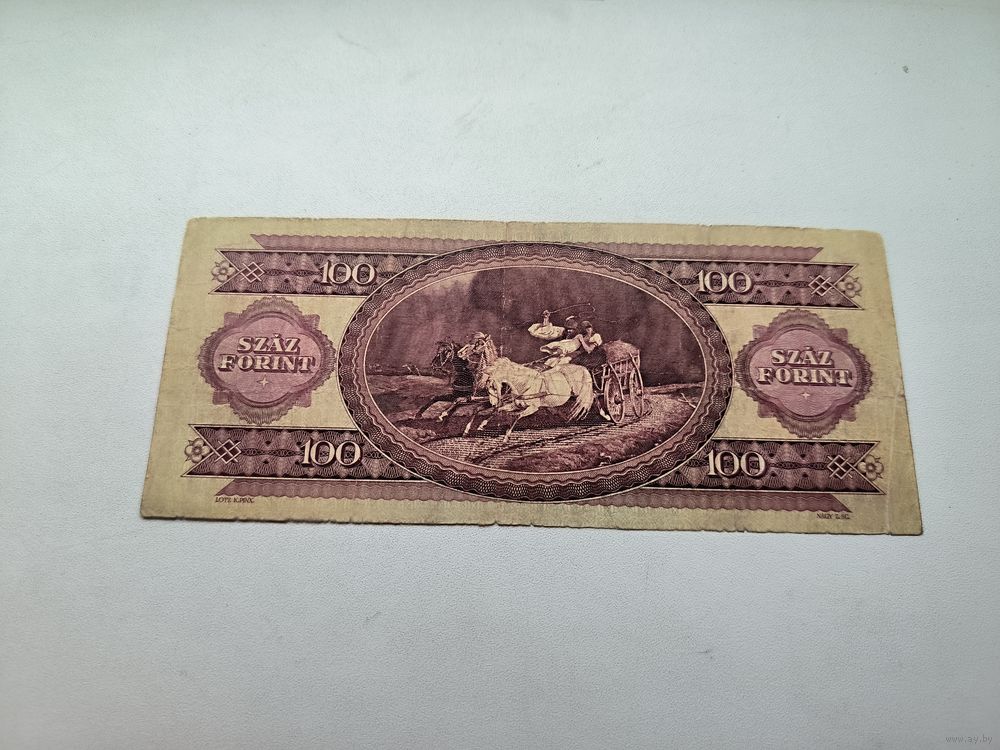 100 100
SZÁZ
FORINT
SZÁZ
FORINT
100 100
LOTZ K.PINX.
NAGY Z.SC.
www.ay.by